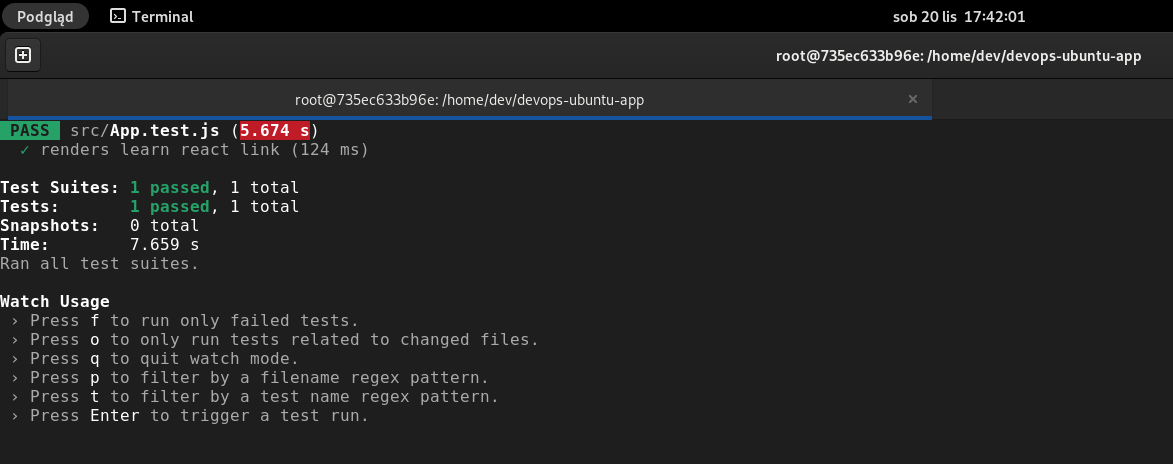 Podgląd Terminal sob 20 lis 17:42:01
root@735ec633b96e: /home/dev/devops-ubuntu-app
root@735ec633b96e: /home/dev/devops-ubuntu-app ×
PASS src/App.test.js (5.674 s)
✓ renders learn react link (124 ms)
Test Suites: 1 passed, 1 total
Tests: 1 passed, 1 total
Snapshots: 0 total
Time: 7.659 s
Ran all test suites.
Watch Usage
› Press f to run only failed tests.
› Press o to only run tests related to changed files.
› Press q to quit watch mode.
› Press p to filter by a filename regex pattern.
› Press t to filter by a test name regex pattern.
› Press Enter to trigger a test run.